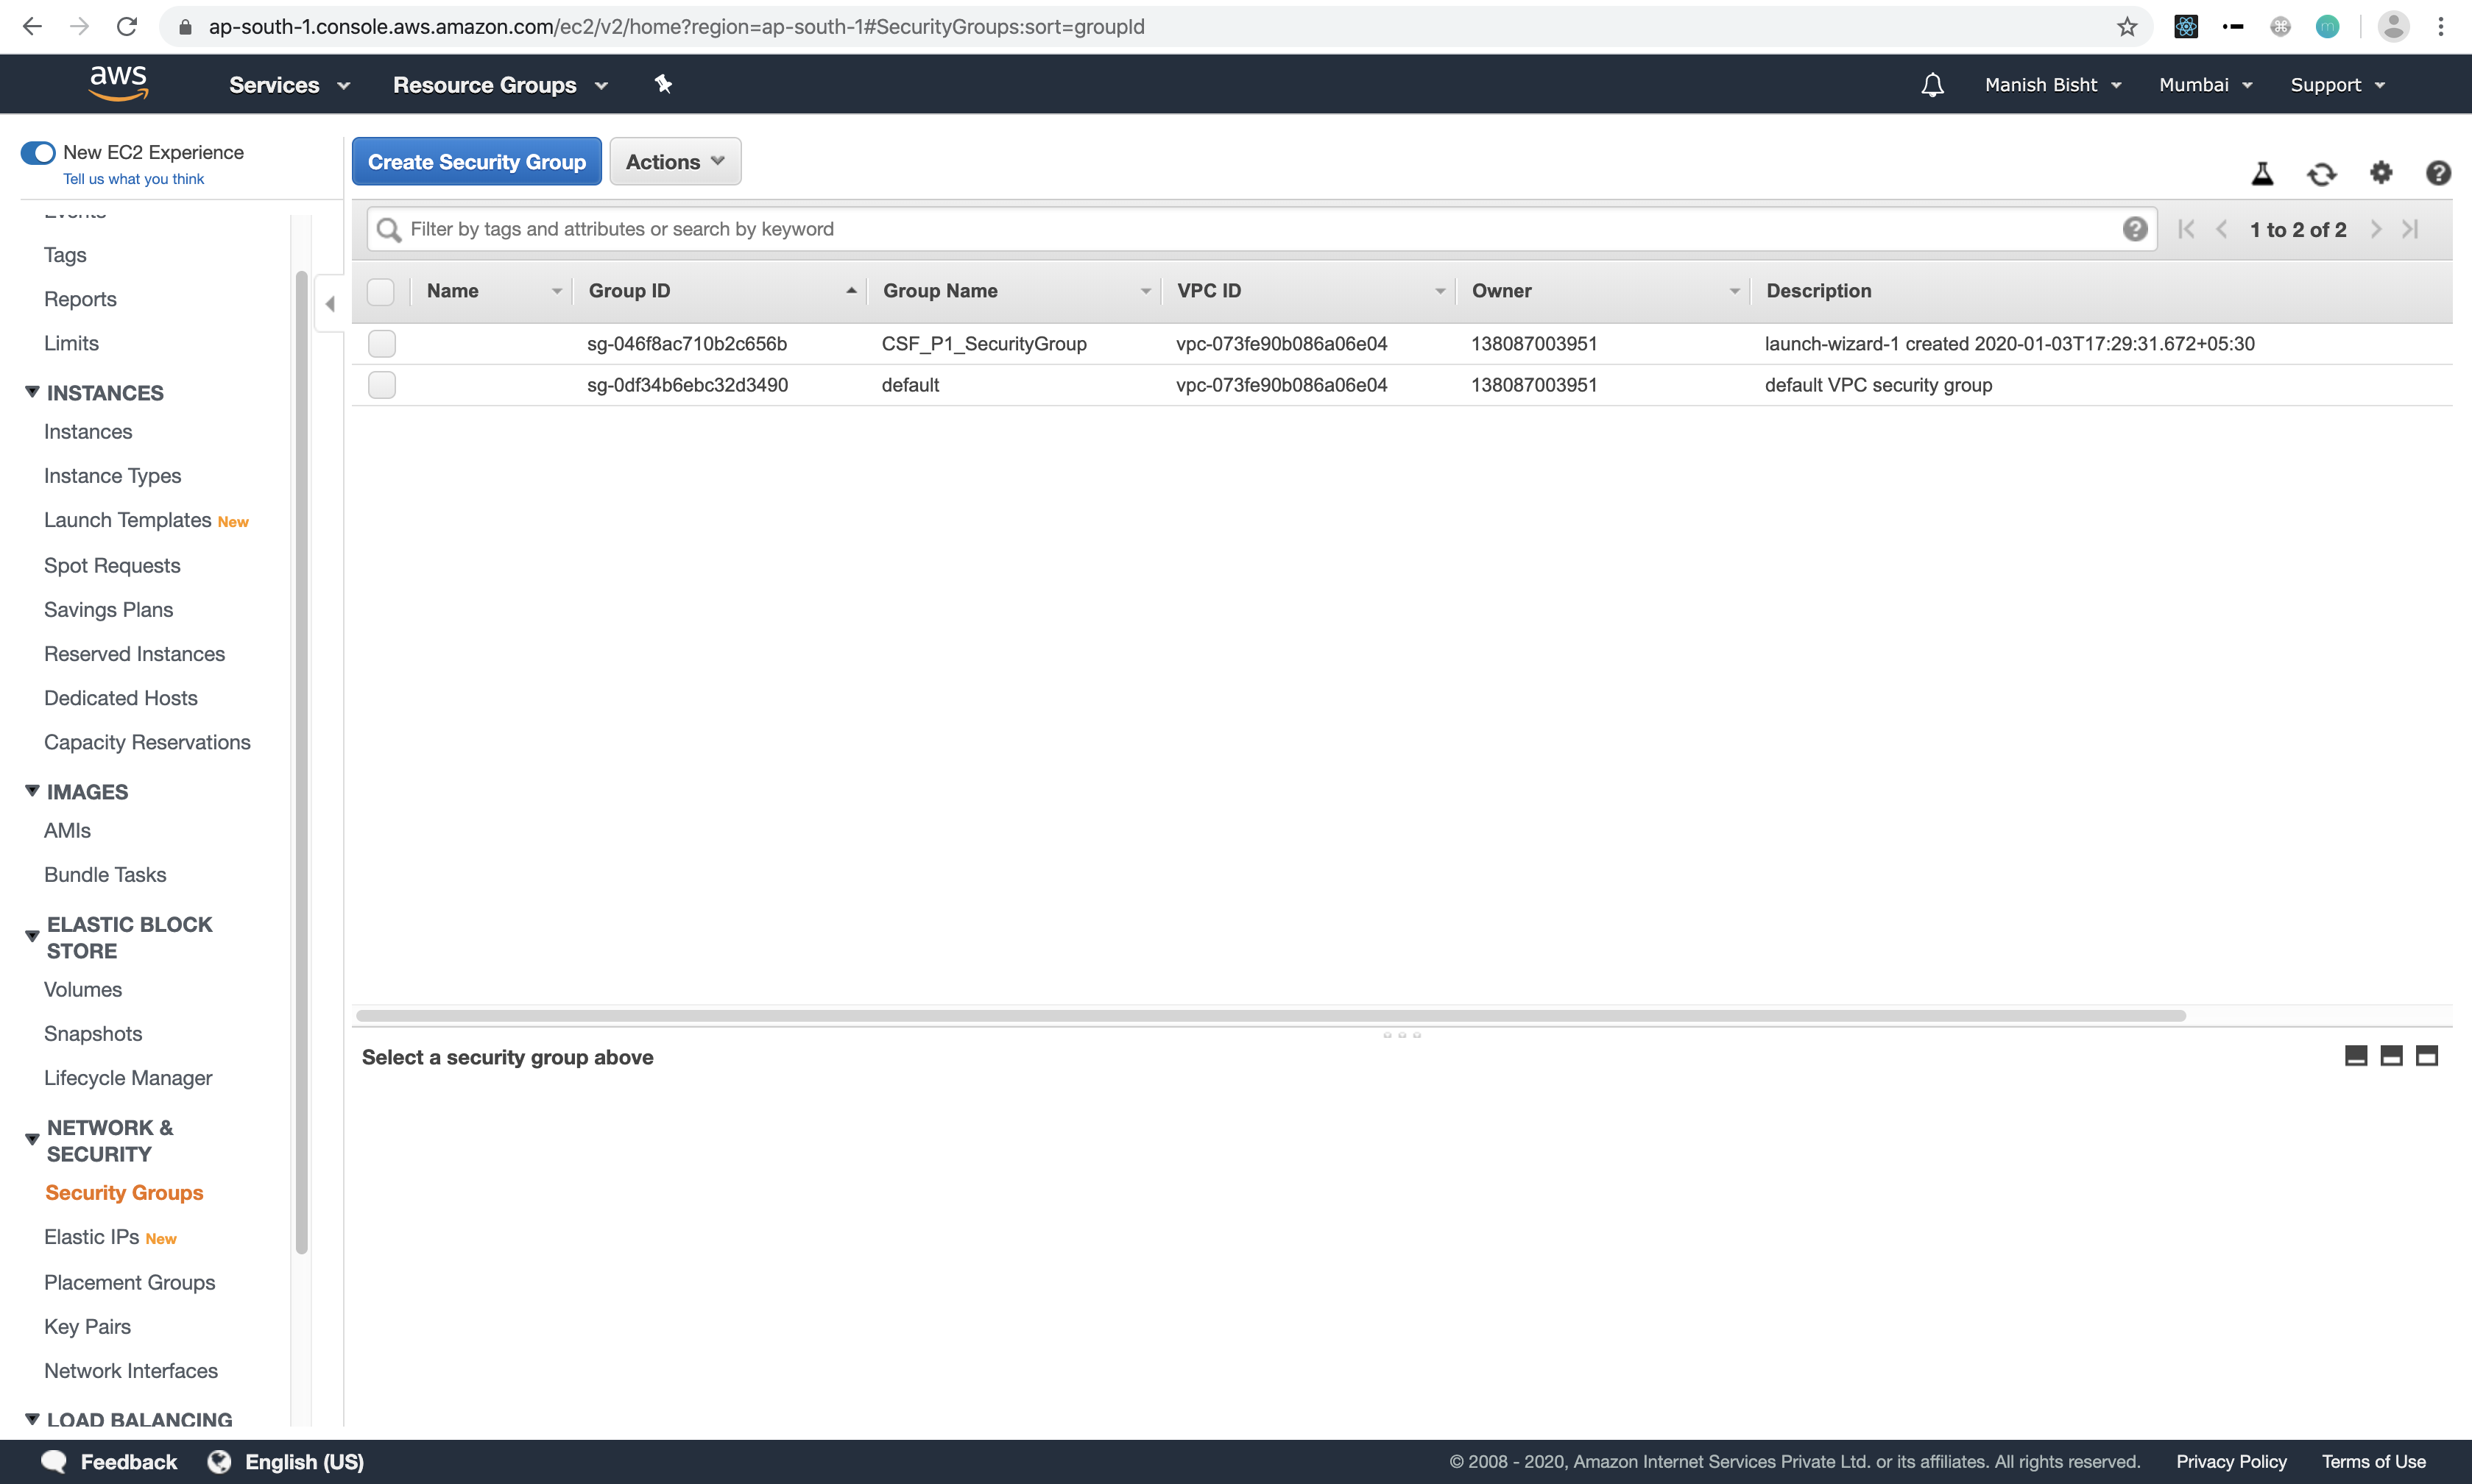 ap-south-1.console.aws.amazon.com/ec2/v2/home?region=ap-south-1#SecurityGroups:sort=groupId
aws
Services
Resource Groups
Manish Bisht
Mumbai
Support
New EC2 Experience
Tell us what you think
Events
Tags
Reports
Limits
INSTANCES
Instances
Instance Types
Launch Templates New
Spot Requests
Savings Plans
Reserved Instances
Dedicated Hosts
Capacity Reservations
IMAGES
AMIs
Bundle Tasks
ELASTIC BLOCK
STORE
Volumes
Snapshots
Lifecycle Manager
NETWORK &
SECURITY
Security Groups
Elastic IPs New
Placement Groups
Key Pairs
Network Interfaces
LOAD BALANCING
Create Security Group
Actions
Filter by tags and attributes or search by keyword
1 to 2 of 2
Name Group ID Group Name VPC ID Owner Description
sg-046f8ac710b2c656b CSF_P1_SecurityGroup vpc-073fe90b086a06e04 138087003951 launch-wizard-1 created 2020-01-03T17:29:31.672+05:30
sg-0df34b6ebc32d3490 default vpc-073fe90b086a06e04 138087003951 default VPC security group
Select a security group above
Feedback
English (US)
© 2008 - 2020, Amazon Internet Services Private Ltd. or its affiliates. All rights reserved.
Privacy Policy
Terms of Use